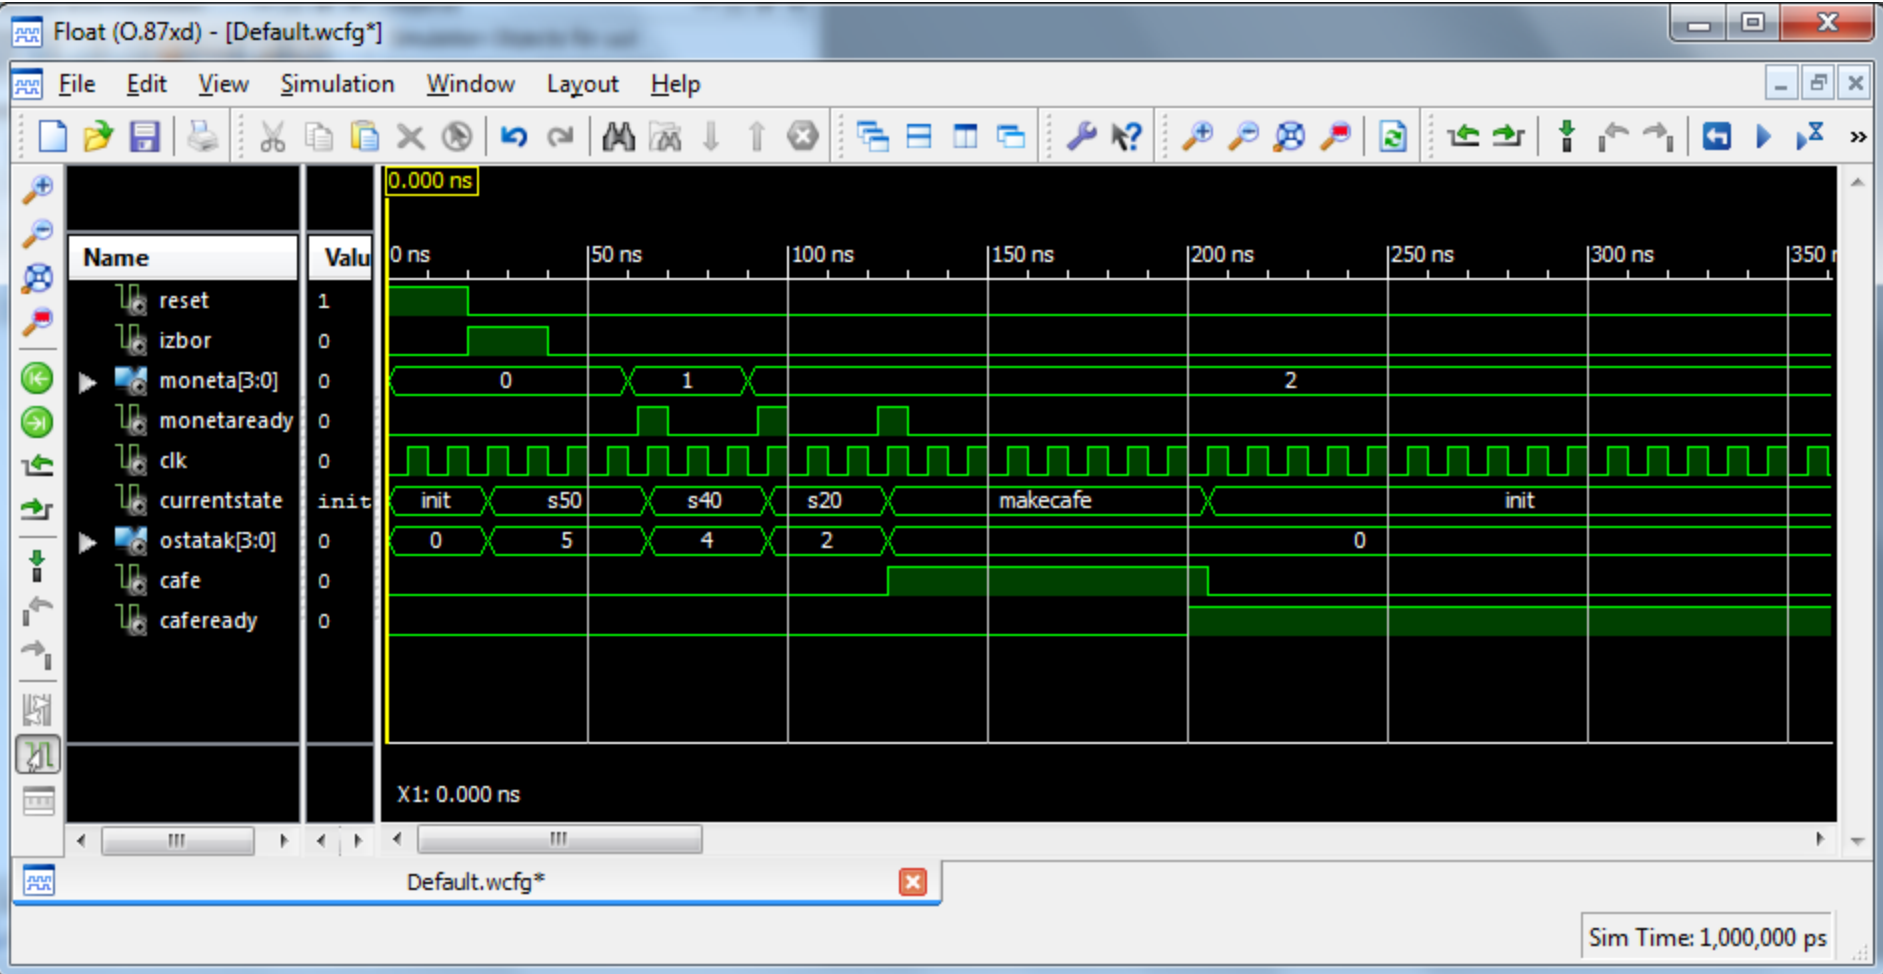 Float (O.87xd) - [Default.wcfg*]
File Edit View Simulation Window Layout Help
0.000 ns
Name Valu 0 ns 50 ns 100 ns 150 ns 200 ns 250 ns 300 ns 350
reset 1
izbor 0
moneta[3:0] 0 0 1 2
monetaready 0
clk 0
currentstate init init s50 s40 s20 makecafe init
ostatak[3:0] 0 0 5 4 2 0
cafe 0
cafeready 0
X1: 0.000 ns
Default.wcfg*
Sim Time: 1,000,000 ps